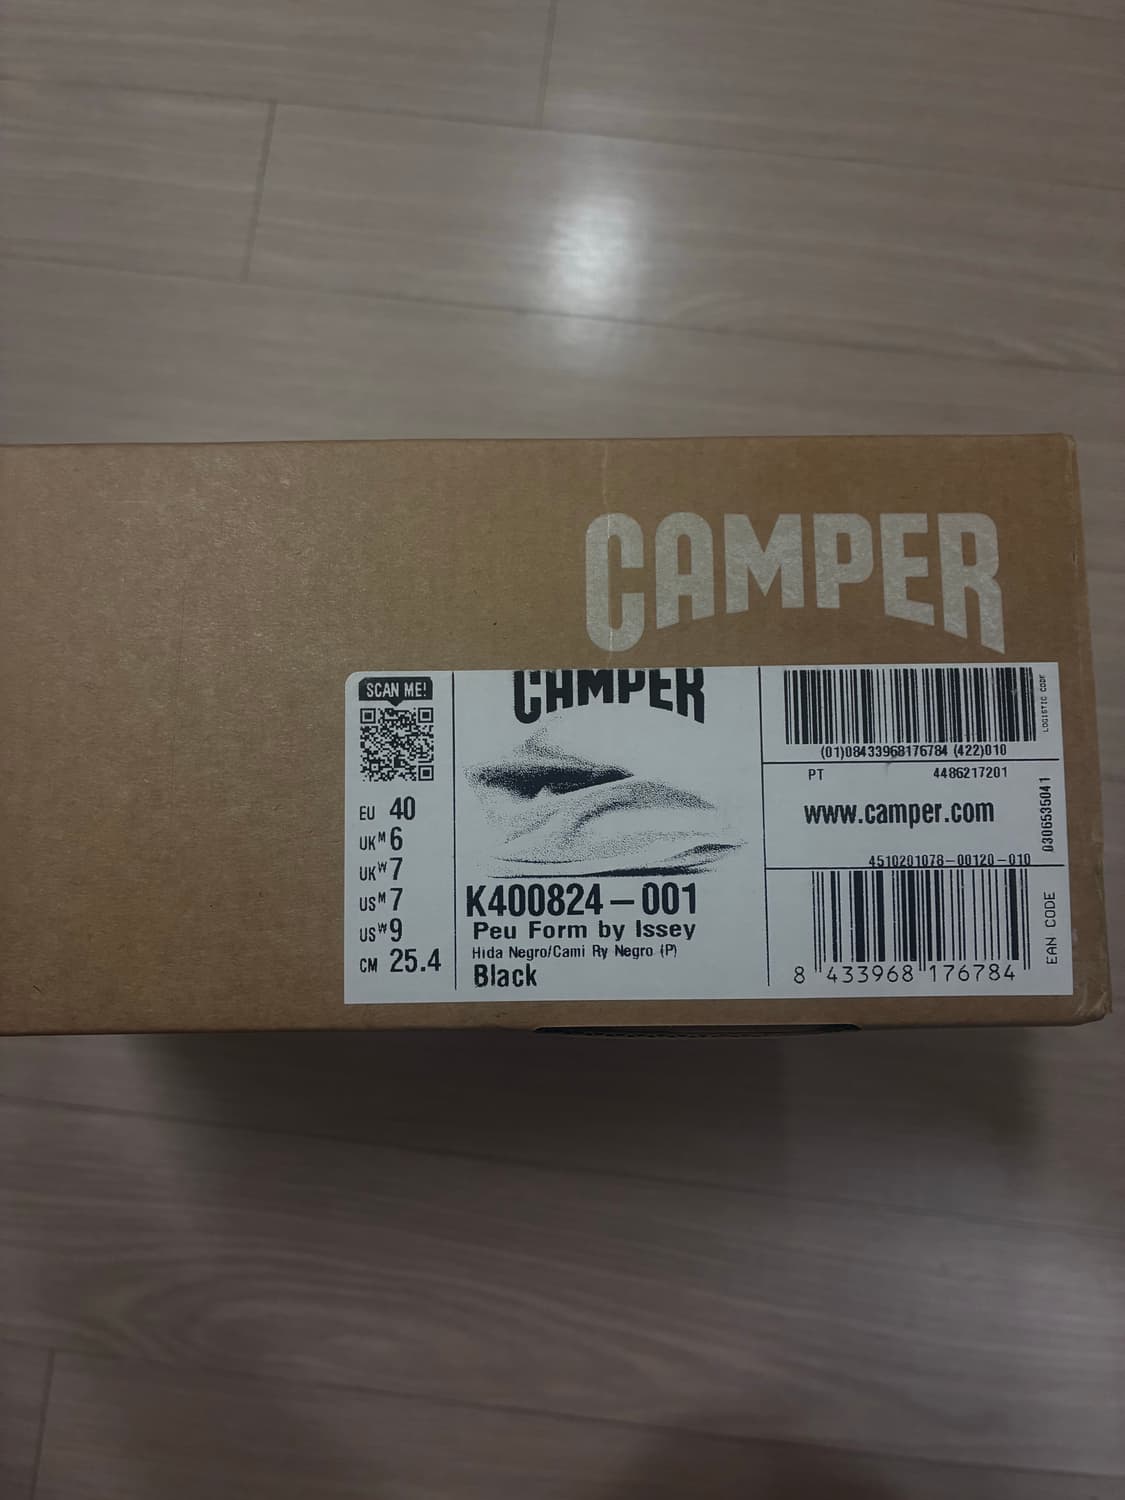 CAMPER
SCAN ME!
EU 40
UKM 6
UKW 7
USM 7
USW 9
CM 25.4
CAMPER
K400824-001
Peu Form by Issey
Hida Negro/Cami Ry Negro (P)
Black
LOGISTIC CODE
(01)08433968176784 (422)010
PT 4486217201
www.camper.com
0306535041
4510201078-00120-010
EAN CODE
8 433968 176784